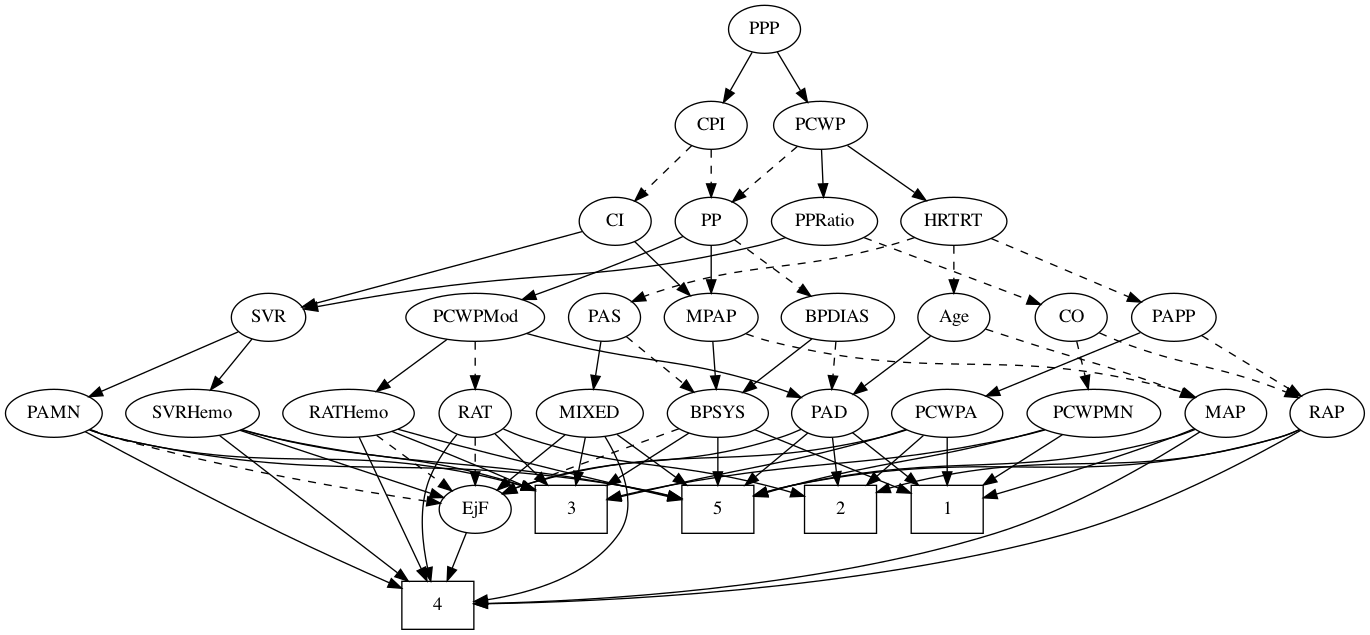 PPP
CPI PCWP
CI PP PPRatio HRTRT
SVR PCWPMod PAS MPAP BPDIAS Age CO PAPP
PAMN SVRHemo RATHemo RAT MIXED BPSYS PAD PCWPA PCWPMN MAP RAP
EjF 3 5 2 1
4